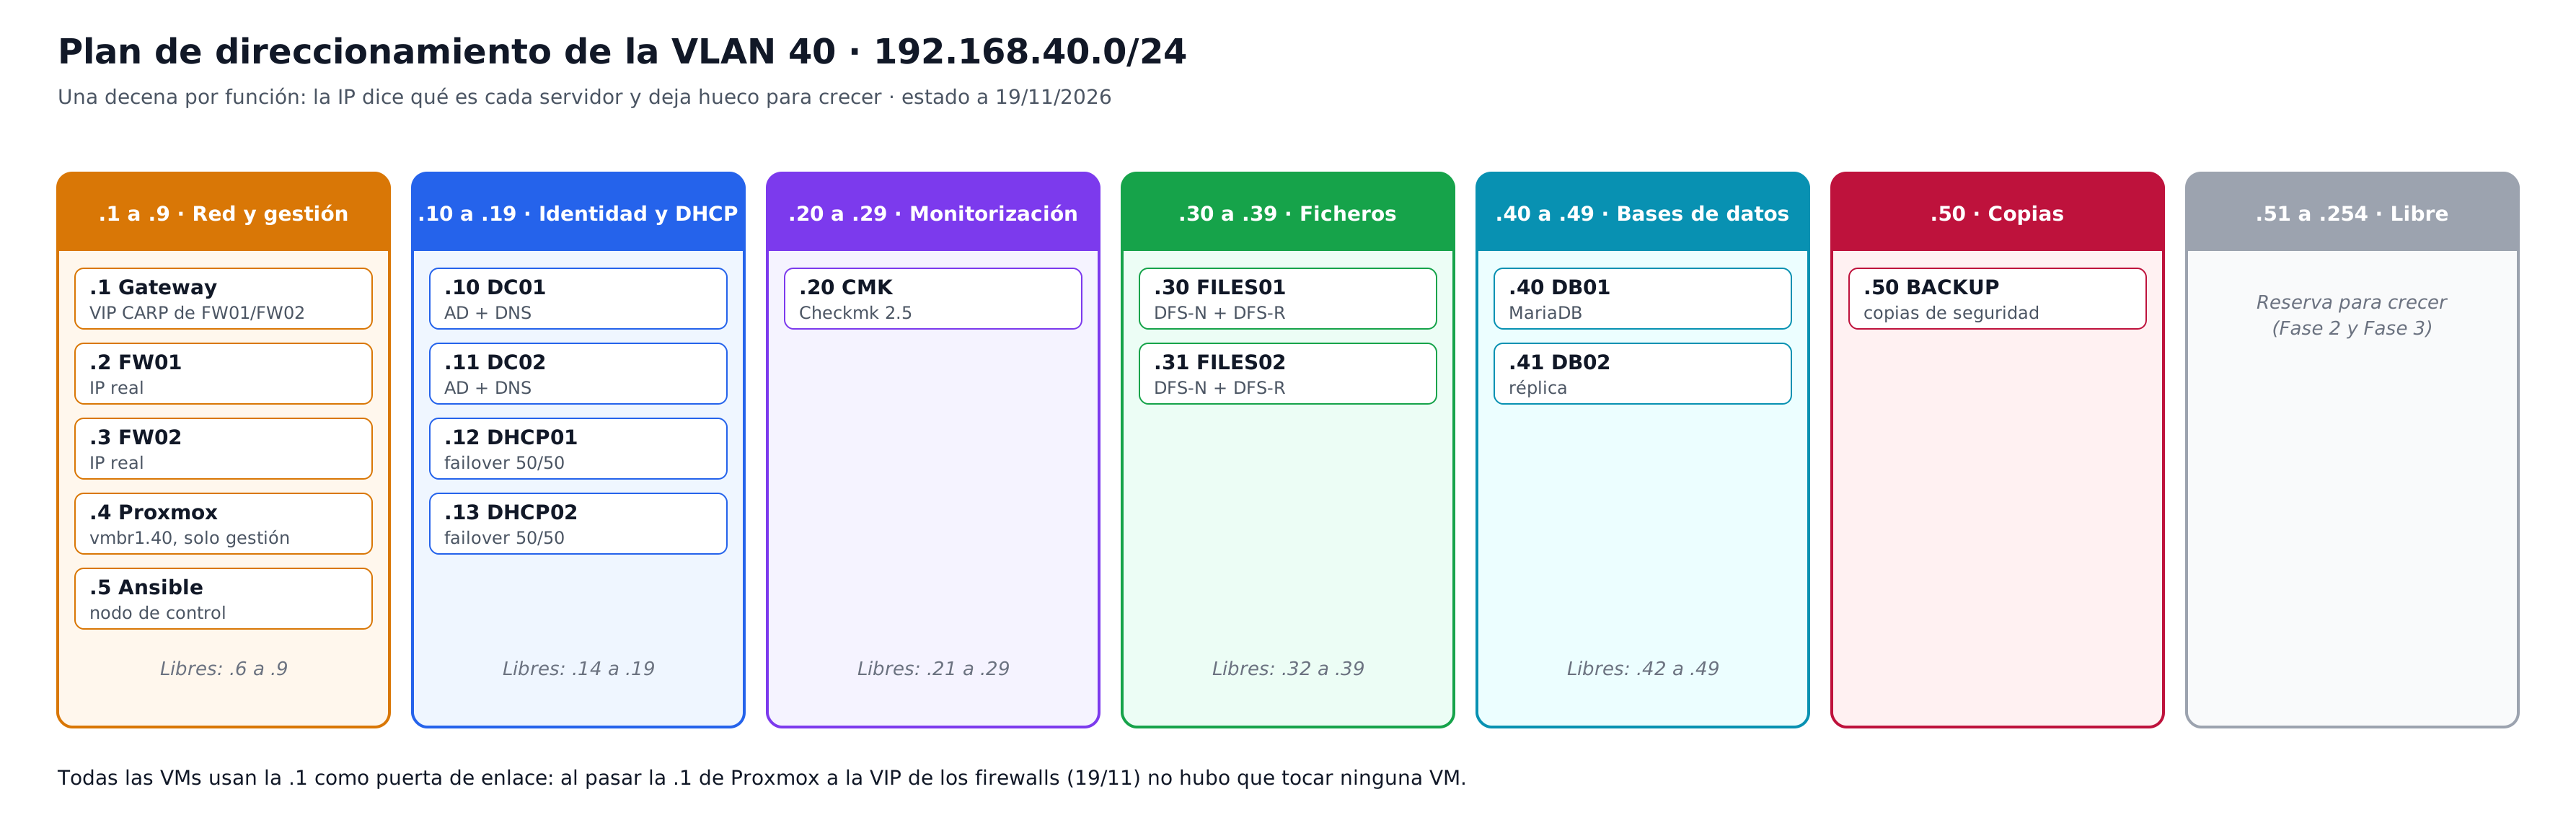 Plan de direccionamiento de la VLAN 40 · 192.168.40.0/24
Una decena por función: la IP dice qué es cada servidor y deja hueco para crecer · estado a 19/11/2026
.1 a .9 · Red y gestión
.1 Gateway
VIP CARP de FW01/FW02
.2 FW01
IP real
.3 FW02
IP real
.4 Proxmox
vmbr1.40, solo gestión
.5 Ansible
nodo de control
Libres: .6 a .9
.10 a .19 · Identidad y DHCP
.10 DC01
AD + DNS
.11 DC02
AD + DNS
.12 DHCP01
failover 50/50
.13 DHCP02
failover 50/50
Libres: .14 a .19
.20 a .29 · Monitorización
.20 CMK
Checkmk 2.5
Libres: .21 a .29
.30 a .39 · Ficheros
.30 FILES01
DFS-N + DFS-R
.31 FILES02
DFS-N + DFS-R
Libres: .32 a .39
.40 a .49 · Bases de datos
.40 DB01
MariaDB
.41 DB02
réplica
Libres: .42 a .49
.50 · Copias
.50 BACKUP
copias de seguridad
.51 a .254 · Libre
Reserva para crecer
(Fase 2 y Fase 3)
Todas las VMs usan la .1 como puerta de enlace: al pasar la .1 de Proxmox a la VIP de los firewalls (19/11) no hubo que tocar ninguna VM.